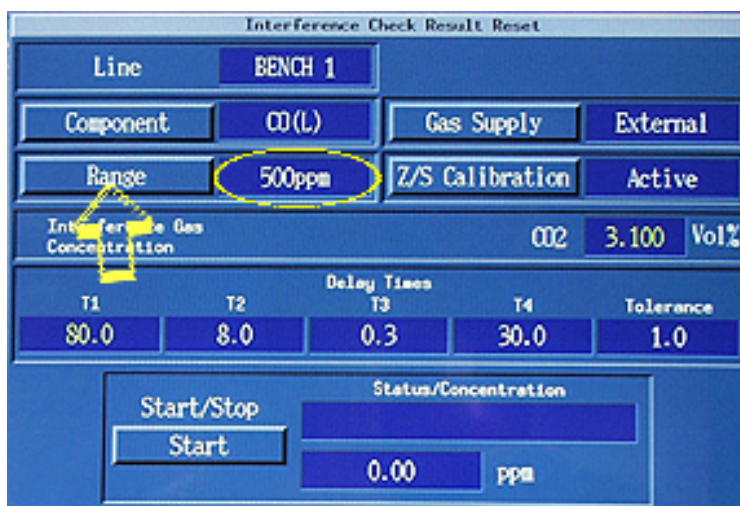 Interference Check Result Reset
Line BENCH 1
Component CO(L) Gas Supply External
Range 500ppm Z/S Calibration Active
Interference Gas
Concentration
CO2 3.100 Vol%
Delay Times
T1 T2 T3 T4 Tolerance
80.0 8.0 0.3 30.0 1.0
Status/Concentration
Start/Stop
Start
0.00 ppm